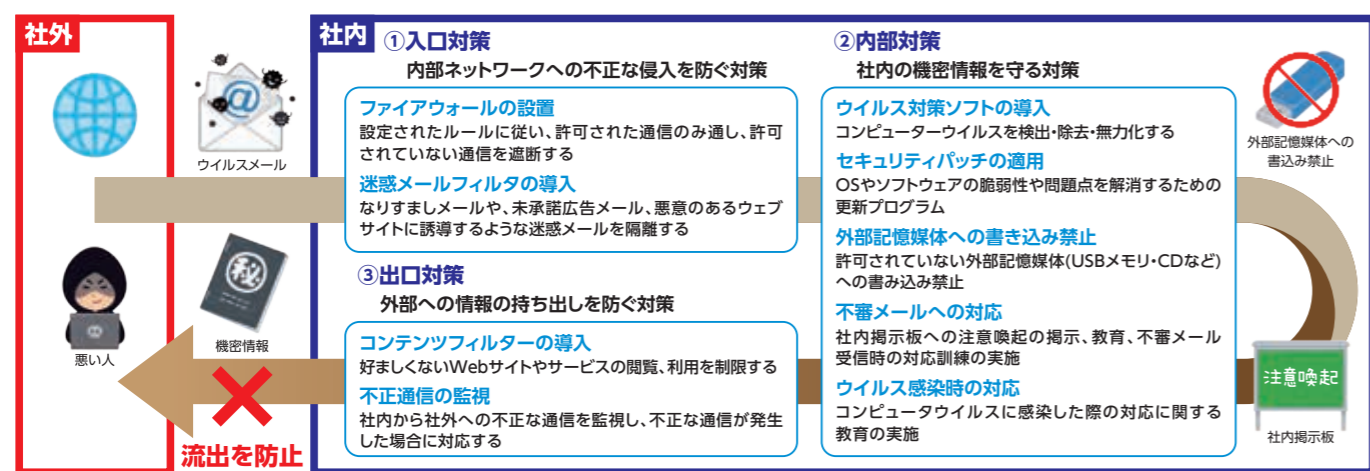 社外
社内
①入口対策
内部ネットワークへの不正な侵入を防ぐ対策
ファイアウォールの設置
設定されたルールに従い、許可された通信のみ通し、許可
されていない通信を遮断する
迷惑メールフィルタの導入
なりすましメールや、未承諾広告メール、悪意のあるウェブ
サイトに誘導するような迷惑メールを隔離する
②内部対策
社内の機密情報を守る対策
ウイルス対策ソフトの導入
コンピューターウイルスを検出・除去・無力化する
セキュリティパッチの適用
OSやソフトウェアの脆弱性や問題点を解消するための
更新プログラム
外部記憶媒体への書き込み禁止
許可されていない外部記憶媒体(USBメモリ・CDなど)
への書み込み禁止
不審メールへの対応
社内掲示板への注意喚起の掲示、教育、不審メール
受信時の対応訓練の実施
ウイルス感染時の対応
コンピュータウイルスに感染した際の対応に関する
教育の実施
③出口対策
外部への情報の持ち出しを防ぐ対策
コンテンツフィルターの導入
好ましくないWebサイトやサービスの閲覧、利用を制限する
不正通信の監視
社内から社外への不正な通信を監視し、不正な通信が発生
した場合に対応する
@
ウイルスメール
外部記憶媒体への
書込み禁止
㊙
機密情報
悪い人
流出を防止
注意喚起
社内掲示板